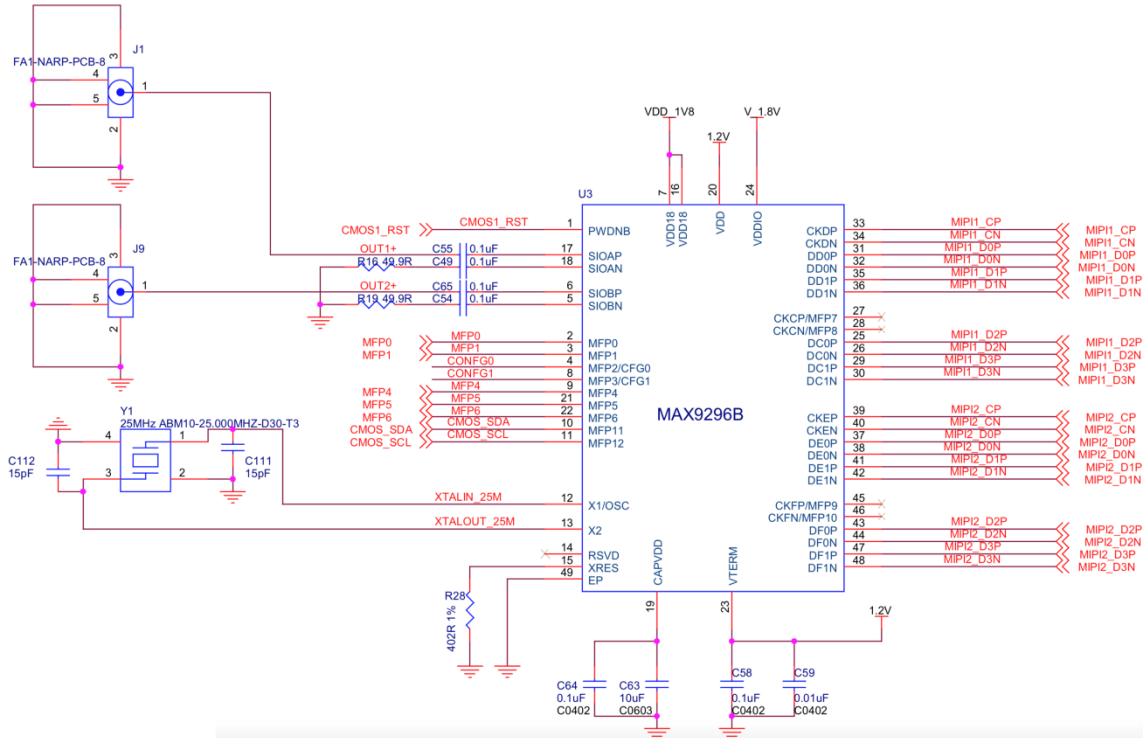 J1
FA1-NARP-PCB-8
3
4
1
5
2
J9
FA1-NARP-PCB-8
3
4
1
5
2
VDD_1V8
1.2V
V_1.8V
7
16
20
24
U3
VDD18
VDD18
VDD
VDDIO
CMOS1_RST
CMOS1_RST
1
PWDNB
OUT1+
C55
0.1uF
17
SIOAP
R16 49.9R
C49
0.1uF
18
SIOAN
OUT2+
C65
0.1uF
6
SIOBP
R19 49.9R
C54
0.1uF
5
SIOBN
MFP0
MFP0
2
MFP0
MFP1
MFP1
3
MFP1
CONFG0
4
MFP2/CFG0
CONFG1
8
MFP3/CFG1
MFP4
MFP4
9
MFP4
MFP5
MFP5
21
MFP5
MFP6
MFP6
22
MFP6
CMOS_SDA
CMOS_SDA
10
MFP11
CMOS_SCL
CMOS_SCL
11
MFP12
MAX9296B
Y1
25MHz ABM10-25.000MHZ-D30-T3
4
1
3
2
C112
15pF
C111
15pF
XTALIN_25M
12
X1/OSC
XTALOUT_25M
13
X2
14
RSVD
15
XRES
49
EP
R28
402R 1%
CKDP
33
MIPI1_CP
MIPI1_CP
CKDN
34
MIPI1_CN
MIPI1_CN
DD0P
31
MIPI1_D0P
MIPI1_D0P
DD0N
32
MIPI1_D0N
MIPI1_D0N
DD1P
35
MIPI1_D1P
MIPI1_D1P
DD1N
36
MIPI1_D1N
MIPI1_D1N
CKCP/MFP7
27
CKCN/MFP8
28
DC0P
25
MIPI1_D2P
MIPI1_D2P
DC0N
26
MIPI1_D2N
MIPI1_D2N
DC1P
29
MIPI1_D3P
MIPI1_D3P
DC1N
30
MIPI1_D3N
MIPI1_D3N
CKEP
39
MIPI2_CP
MIPI2_CP
CKEN
40
MIPI2_CN
MIPI2_CN
DE0P
37
MIPI2_D0P
MIPI2_D0P
DE0N
38
MIPI2_D0N
MIPI2_D0N
DE1P
41
MIPI2_D1P
MIPI2_D1P
DE1N
42
MIPI2_D1N
MIPI2_D1N
CKFP/MFP9
45
CKFN/MFP10
46
DF0P
43
MIPI2_D2P
MIPI2_D2P
DF0N
44
MIPI2_D2N
MIPI2_D2N
DF1P
47
MIPI2_D3P
MIPI2_D3P
DF1N
48
MIPI2_D3N
MIPI2_D3N
CAPVDD
VTERM
19
23
1.2V
C64
0.1uF
C0402
C63
10uF
C0603
C58
0.1uF
C0402
C59
0.01uF
C0402